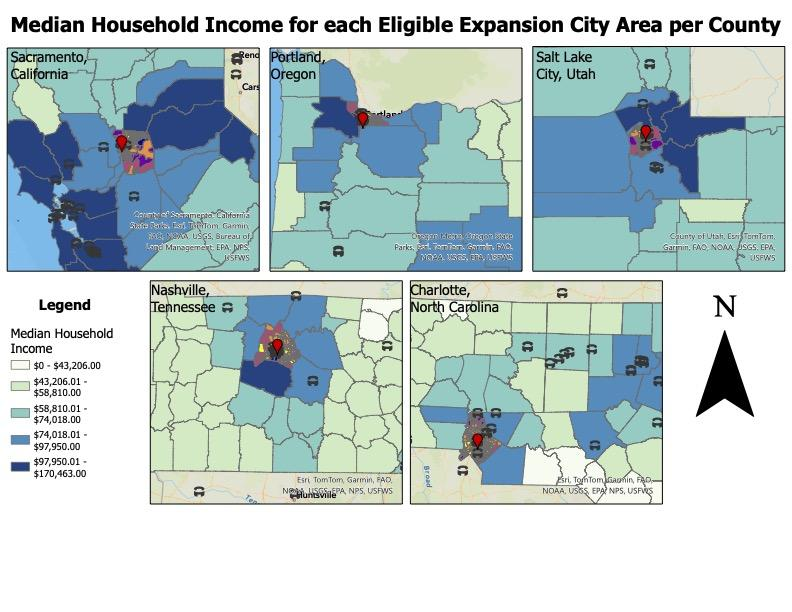 Median Household Income for each Eligible Expansion City Area per County
Sacramento,
California
Reno
Cars
County of Sacramento, California
State Parks, Esri, TomTom, Garmin,
FAO, NOAA, USGS, Bureau of
Land Management, EPA, NPS,
USFWS
Portland,
Oregon
Portland
Oregon Metro, Oregon State
Parks, Esri, TomTom, Garmin, FAO,
NOAA, USGS, EPA, USFWS
Salt Lake
City, Utah
County of Utah, Esri, TomTom,
Garmin, FAO, NOAA, USGS, EPA,
USFWS
Legend
Median Household
Income
$0 - $43,206.00
$43,206.01 -
$58,810.00
$58,810.01 -
$74,018.00
$74,018.01 -
$97,950.00
$97,950.01 -
$170,463.00
Nashville,
Tennessee
Esri, TomTom, Garmin, FAO,
NOAA, USGS, EPA, NPS, USFWS
Huntsville
Charlotte,
North Carolina
Broad
Esri, TomTom, Garmin, FAO,
NOAA, USGS, EPA, NPS, USFWS
N